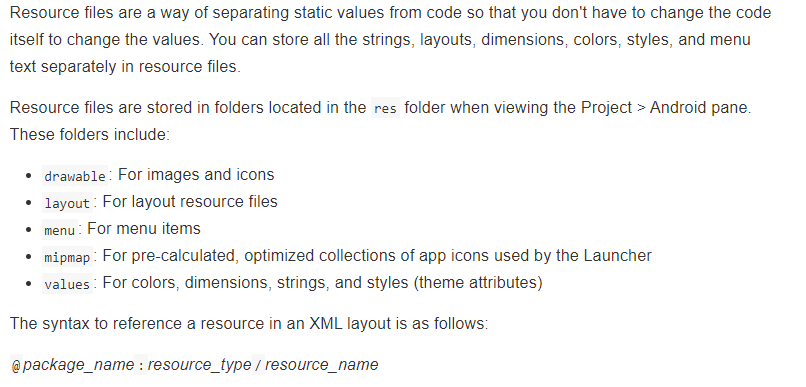 Resource files are a way of separating static values from code so that you don't have to change the code
itself to change the values. You can store all the strings, layouts, dimensions, colors, styles, and menu
text separately in resource files.
Resource files are stored in folders located in the res folder when viewing the Project > Android pane.
These folders include:
• drawable: For images and icons
• layout: For layout resource files
• menu: For menu items
• mipmap: For pre-calculated, optimized collections of app icons used by the Launcher
• values: For colors, dimensions, strings, and styles (theme attributes)
The syntax to reference a resource in an XML layout is as follows:
@package_name:resource_type/resource_name